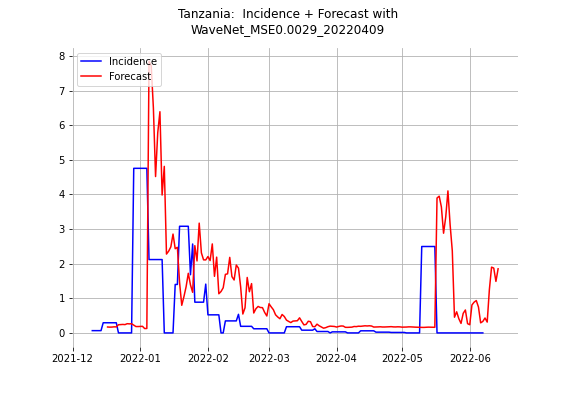 Tanzania:  Incidence + Forecast with
WaveNet_MSE0.0029_20220409
Incidence
Forecast
8
7
6
5
4
3
2
1
0
2021-12 2022-01 2022-02 2022-03 2022-04 2022-05 2022-06